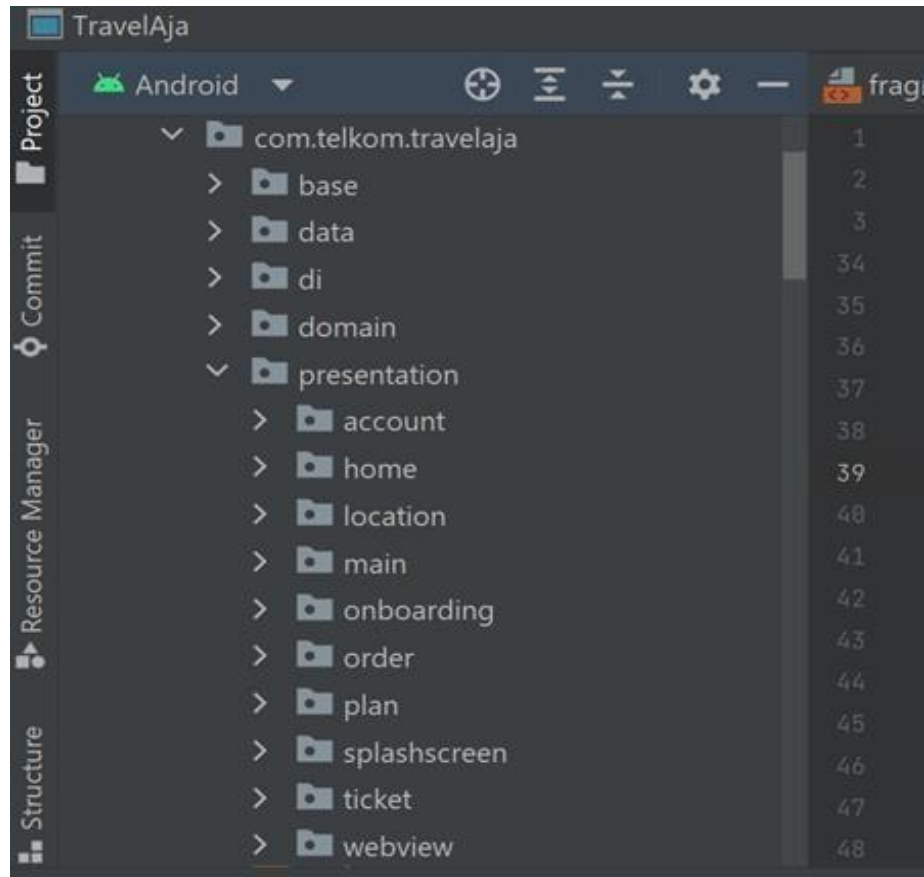 TravelAja
Project
Commit
Resource Manager
Structure
Android
com.telkom.travelaja
base
data
di
domain
presentation
account
home
location
main
onboarding
order
plan
splashscreen
ticket
webview
<> frag
1
2
3
34
35
36
37
38
39
40
41
42
43
44
45
46
47
48